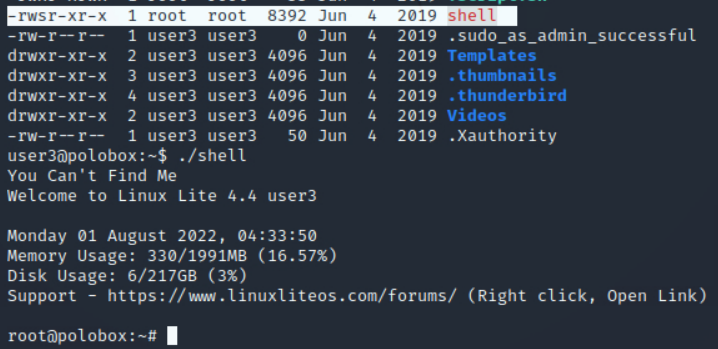 -rwsr-xr-x 1 root root 8392 Jun 4 2019 shell
-rw-r--r-- 1 user3 user3 0 Jun 4 2019 .sudo_as_admin_successful
drwxr-xr-x 2 user3 user3 4096 Jun 4 2019 Templates
drwxr-xr-x 3 user3 user3 4096 Jun 4 2019 .thumbnails
drwxr-xr-x 4 user3 user3 4096 Jun 4 2019 .thunderbird
drwxr-xr-x 2 user3 user3 4096 Jun 4 2019 Videos
-rw-r--r-- 1 user3 user3 50 Jun 4 2019 .Xauthority
user3@polobox:~$ ./shell
You Can't Find Me
Welcome to Linux Lite 4.4 user3
Monday 01 August 2022, 04:33:50
Memory Usage: 330/1991MB (16.57%)
Disk Usage: 6/217GB (3%)
Support - https://www.linuxliteos.com/forums/ (Right click, Open Link)
root@polobox:~#